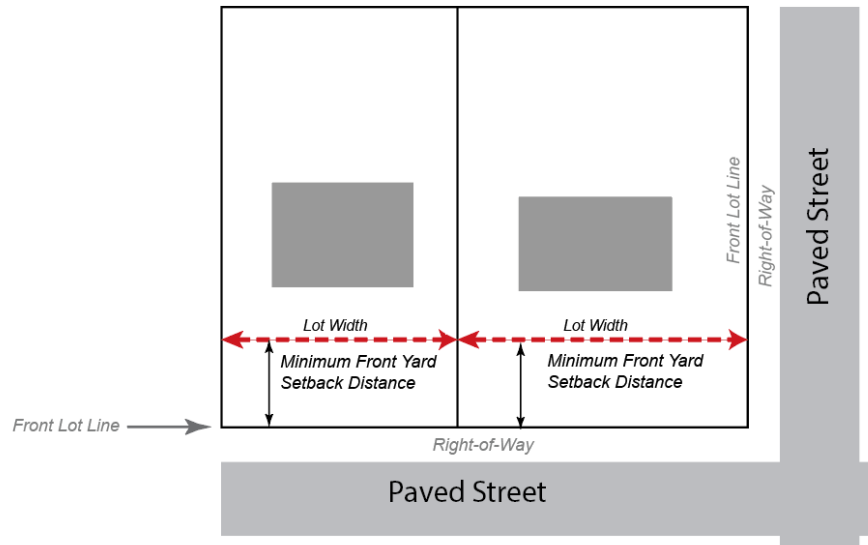 Front Lot Line
Right-of-Way
Paved Street
Lot Width
Lot Width
Minimum Front Yard
Setback Distance
Minimum Front Yard
Setback Distance
Front Lot Line
Right-of-Way
Paved Street